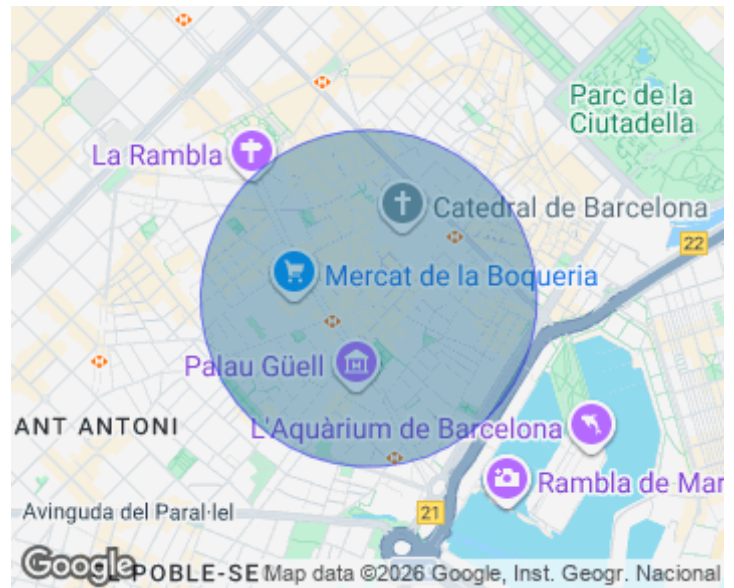 Parc de la
Ciutadella
La Rambla
Catedral de Barcelona
22
Mercat de la Boqueria
Palau Güell
ANT ANTONI
L'Aquàrium de Barcelona
Rambla de Mar
Avinguda del Paral·lel
21
Google
POBLE-SE
Map data ©2026 Google, Inst. Geogr. Nacional